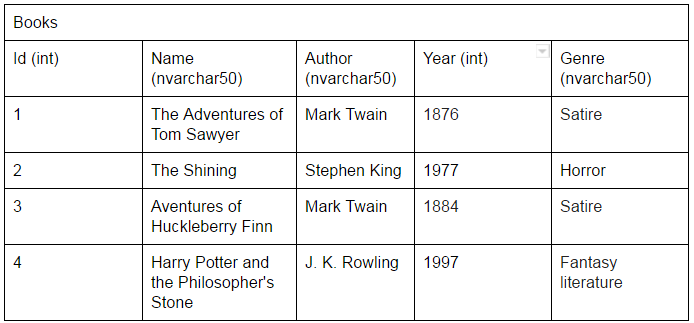 Books
Id (int)
Name
(nvarchar50)
Author
(nvarchar50)
Year (int)
Genre
(nvarchar50)
1
The Adventures of
Tom Sawyer
Mark Twain
1876
Satire
2
The Shining
Stephen King
1977
Horror
3
Aventures of
Huckleberry Finn
Mark Twain
1884
Satire
4
Harry Potter and
the Philosopher's
Stone
J. K. Rowling
1997
Fantasy
literature